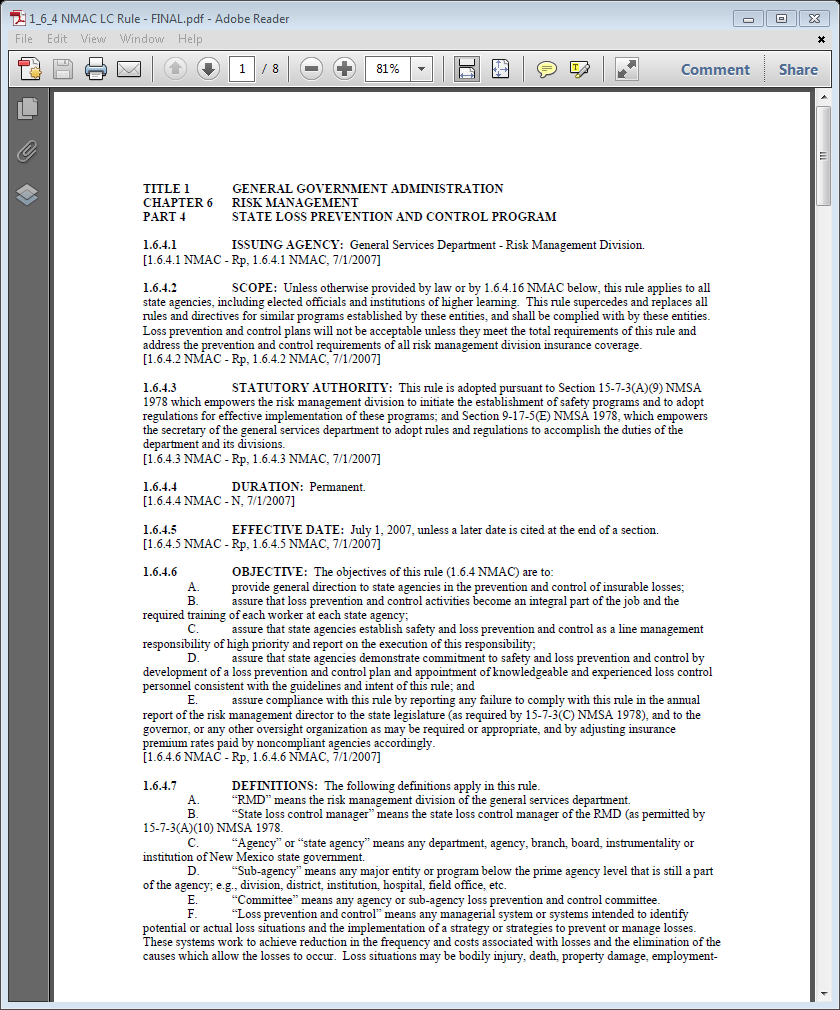 1_6_4 NMAC LC Rule - FINAL.pdf - Adobe Reader
File Edit View Window Help
1 / 8 81% Comment Share
TITLE 1 GENERAL GOVERNMENT ADMINISTRATION
CHAPTER 6 RISK MANAGEMENT
PART 4 STATE LOSS PREVENTION AND CONTROL PROGRAM
1.6.4.1 ISSUING AGENCY: General Services Department - Risk Management Division.
[1.6.4.1 NMAC - Rp, 1.6.4.1 NMAC, 7/1/2007]
1.6.4.2 SCOPE: Unless otherwise provided by law or by 1.6.4.16 NMAC below, this rule applies to all
state agencies, including elected officials and institutions of higher learning. This rule supercedes and replaces all
rules and directives for similar programs established by these entities, and shall be complied with by these entities.
Loss prevention and control plans will not be acceptable unless they meet the total requirements of this rule and
address the prevention and control requirements of all risk management division insurance coverage.
[1.6.4.2 NMAC - Rp, 1.6.4.2 NMAC, 7/1/2007]
1.6.4.3 STATUTORY AUTHORITY: This rule is adopted pursuant to Section 15-7-3(A)(9) NMSA
1978 which empowers the risk management division to initiate the establishment of safety programs and to adopt
regulations for effective implementation of these programs; and Section 9-17-5(E) NMSA 1978, which empowers
the secretary of the general services department to adopt rules and regulations to accomplish the duties of the
department and its divisions.
[1.6.4.3 NMAC - Rp, 1.6.4.3 NMAC, 7/1/2007]
1.6.4.4 DURATION: Permanent.
[1.6.4.4 NMAC - N, 7/1/2007]
1.6.4.5 EFFECTIVE DATE: July 1, 2007, unless a later date is cited at the end of a section.
[1.6.4.5 NMAC - Rp, 1.6.4.5 NMAC, 7/1/2007]
1.6.4.6 OBJECTIVE: The objectives of this rule (1.6.4 NMAC) are to:
A. provide general direction to state agencies in the prevention and control of insurable losses;
B. assure that loss prevention and control activities become an integral part of the job and the
required training of each worker at each state agency;
C. assure that state agencies establish safety and loss prevention and control as a line management
responsibility of high priority and report on the execution of this responsibility;
D. assure that state agencies demonstrate commitment to safety and loss prevention and control by
development of a loss prevention and control plan and appointment of knowledgeable and experienced loss control
personnel consistent with the guidelines and intent of this rule; and
E. assure compliance with this rule by reporting any failure to comply with this rule in the annual
report of the risk management director to the state legislature (as required by 15-7-3(C) NMSA 1978), and to the
governor, or any other oversight organization as may be required or appropriate, and by adjusting insurance
premium rates paid by noncompliant agencies accordingly.
[1.6.4.6 NMAC - Rp, 1.6.4.6 NMAC, 7/1/2007]
1.6.4.7 DEFINITIONS: The following definitions apply in this rule.
A. “RMD” means the risk management division of the general services department.
B. “State loss control manager” means the state loss control manager of the RMD (as permitted by
15-7-3(A)(10) NMSA 1978.
C. “Agency” or “state agency” means any department, agency, branch, board, instrumentality or
institution of New Mexico state government.
D. “Sub-agency” means any major entity or program below the prime agency level that is still a part
of the agency; e.g., division, district, institution, hospital, field office, etc.
E. “Committee” means any agency or sub-agency loss prevention and control committee.
F. “Loss prevention and control” means any managerial system or systems intended to identify
potential or actual loss situations and the implementation of a strategy or strategies to prevent or manage losses.
These systems work to achieve reduction in the frequency and costs associated with losses and the elimination of the
causes which allow the losses to occur. Loss situations may be bodily injury, death, property damage, employment-